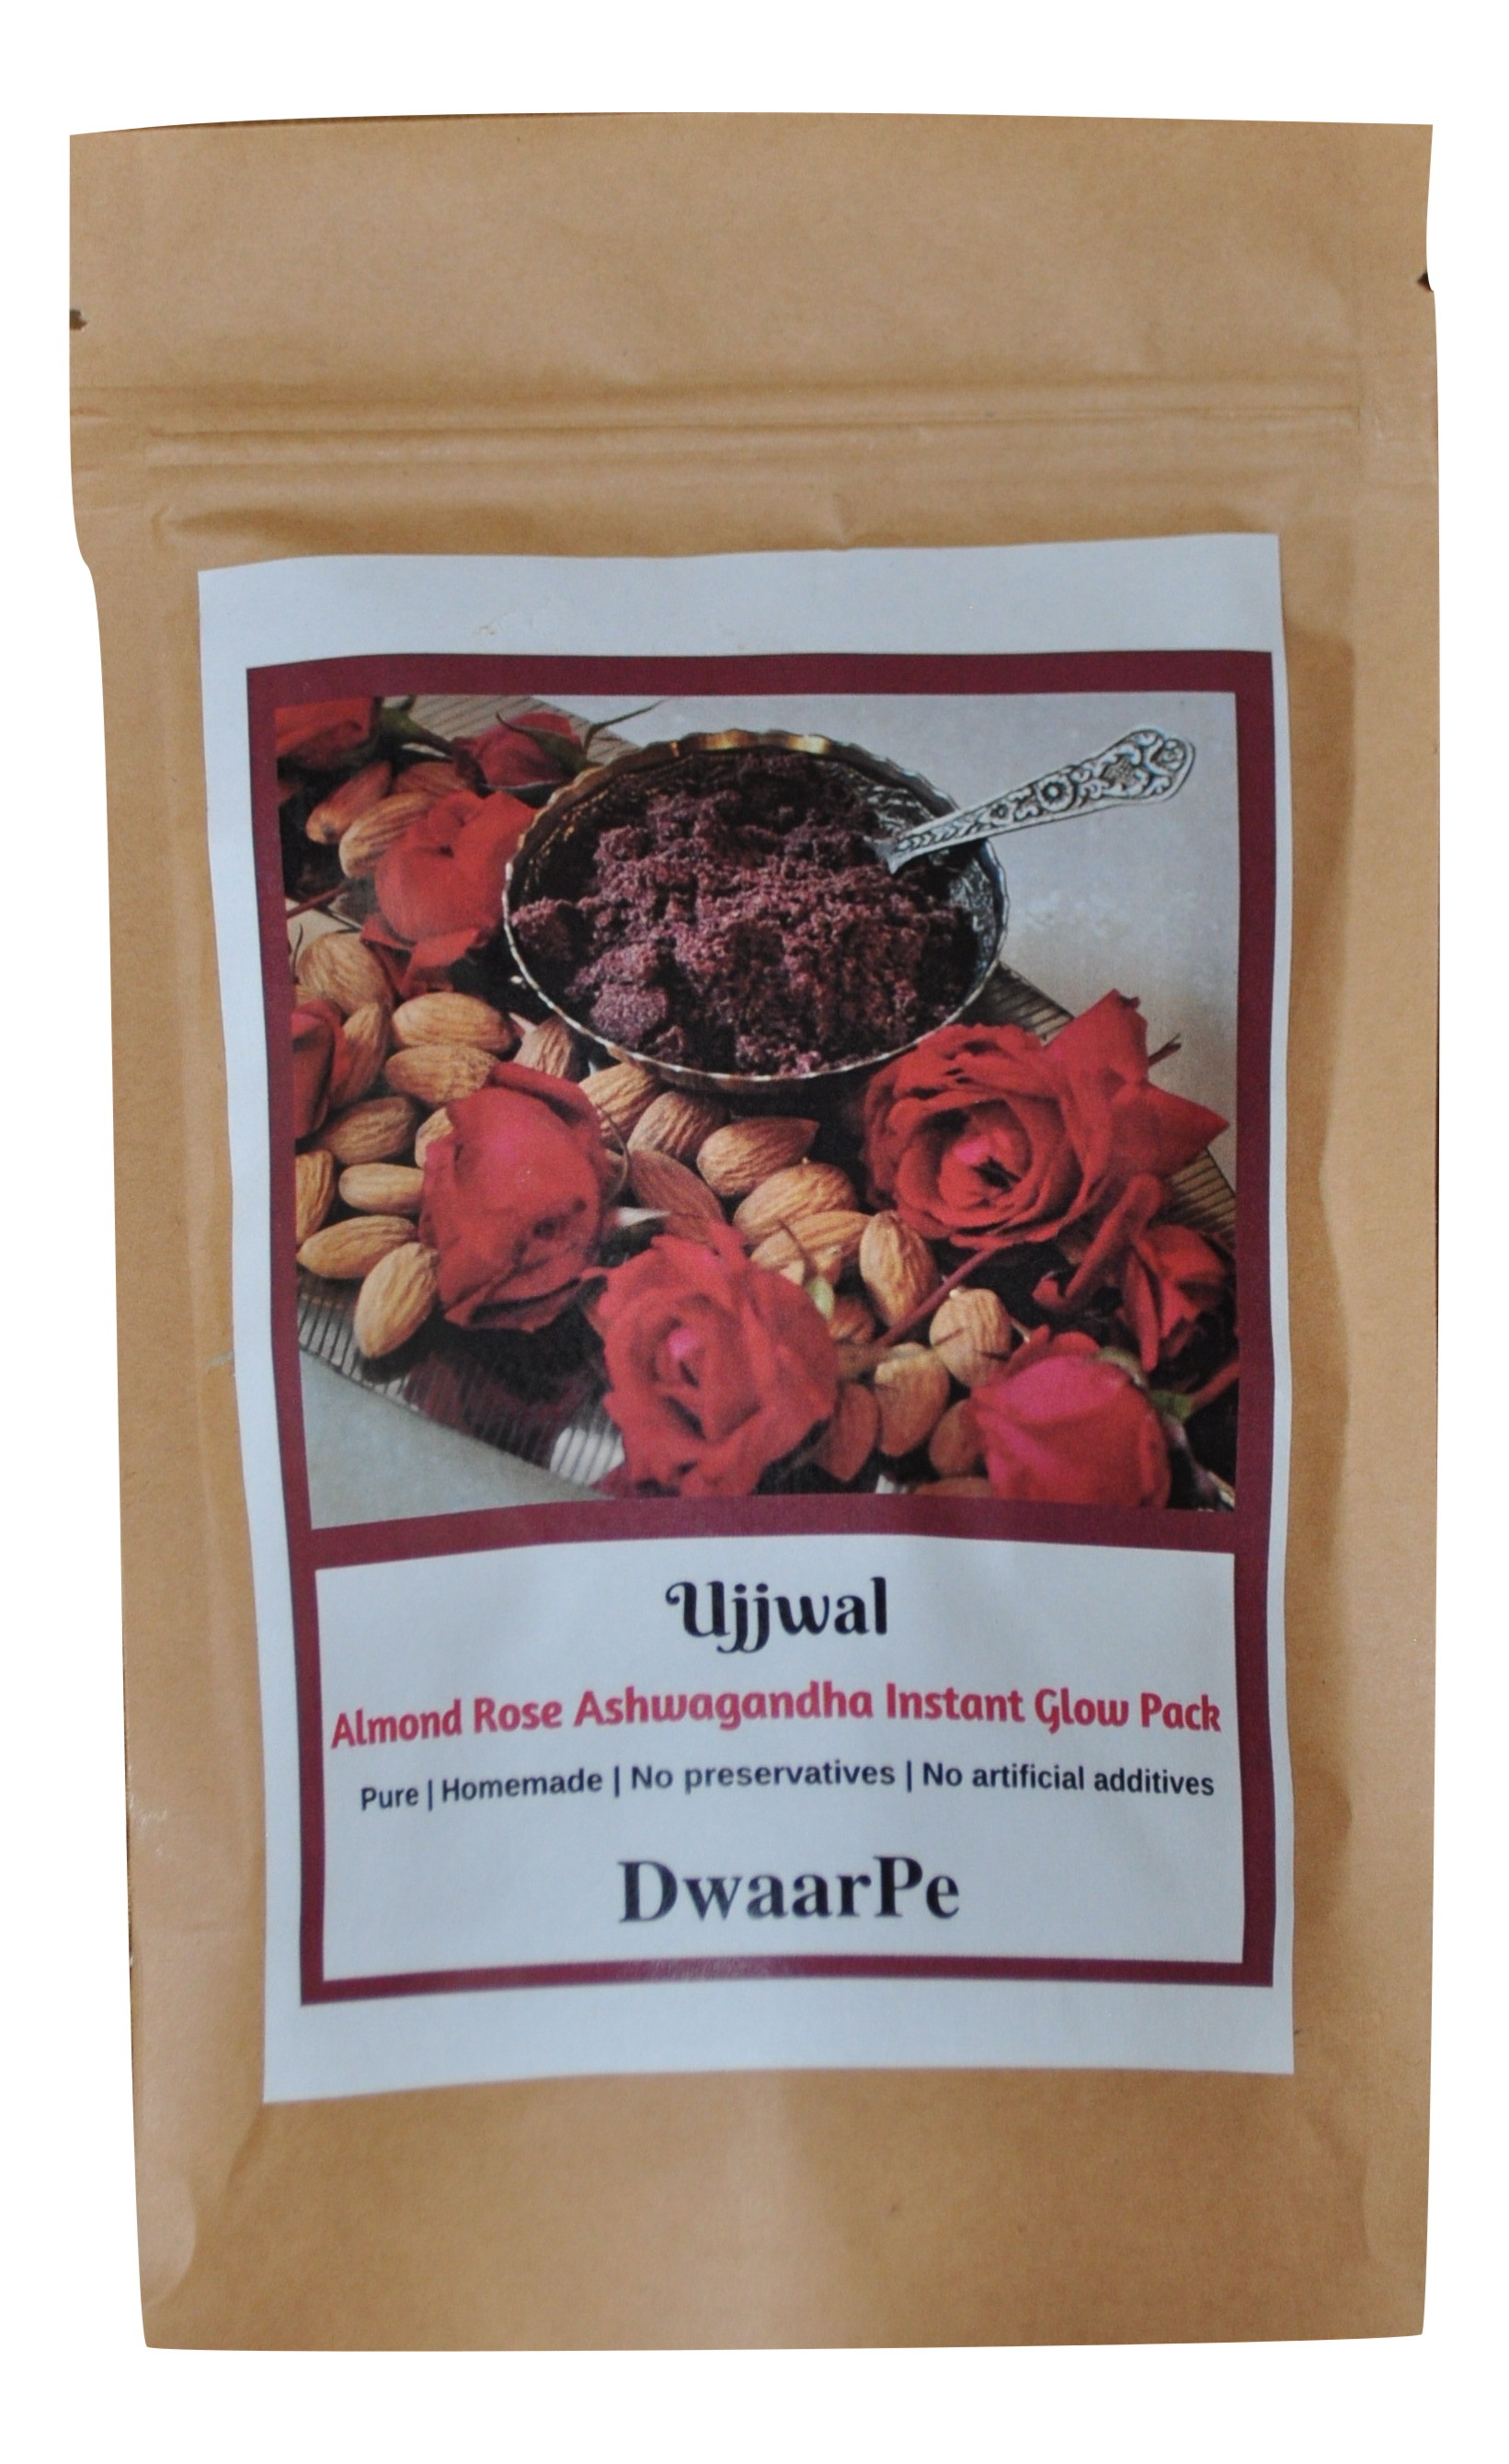 Ujjwal
Almond Rose Ashwagandha Instant Glow Pack
Pure | Homemade | No preservatives | No artificial additives
DwaarPe